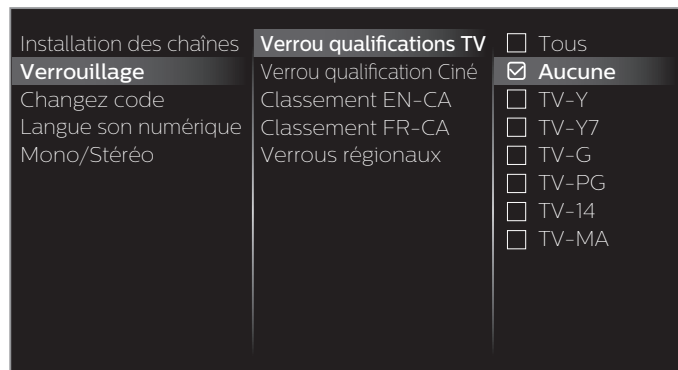 Installation des chaînes
Verrouillage
Changez code
Langue son numérique
Mono/Stéréo
Verrou qualifications TV
Verrou qualification Ciné
Classement EN-CA
Classement FR-CA
Verrous régionaux
Tous
Aucune
TV-Y
TV-Y7
TV-G
TV-PG
TV-14
TV-MA